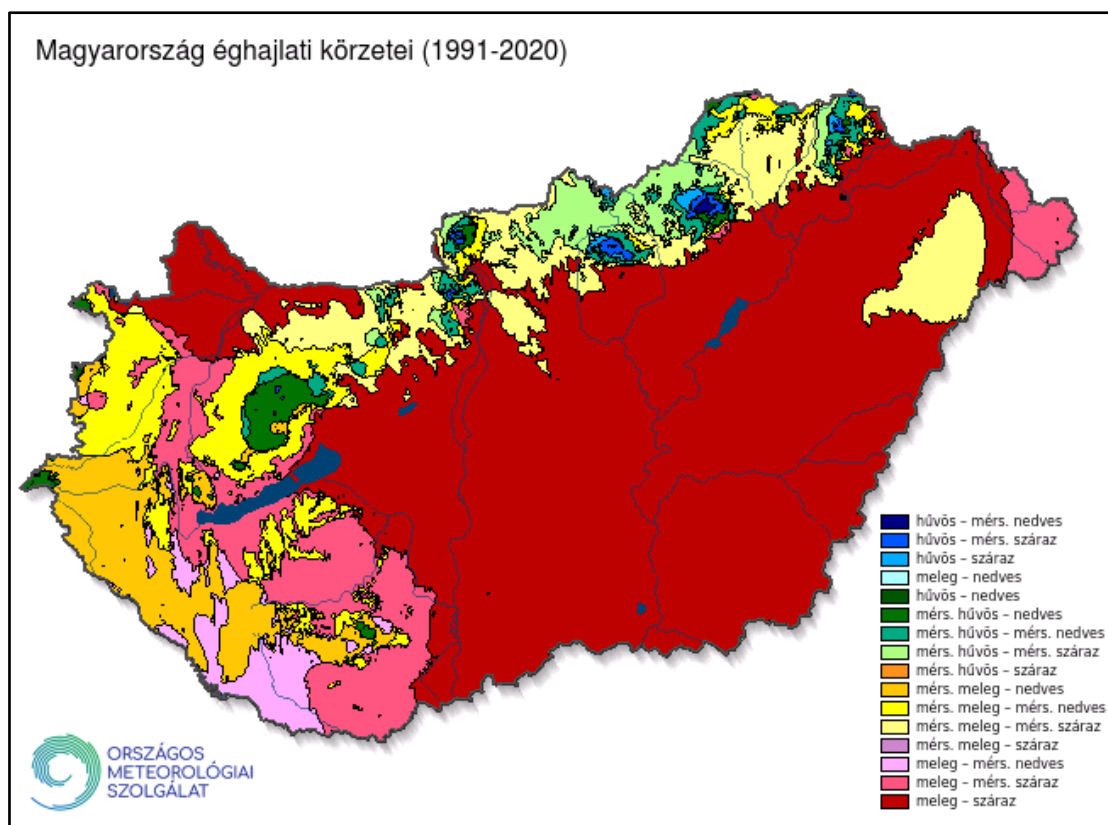 Magyarország éghajlati körzetei (1991-2020)
hűvös – mérs. nedves
hűvös – mérs. száraz
hűvös – száraz
meleg – nedves
hűvös – nedves
mérs. hűvös – nedves
mérs. hűvös – mérs. nedves
mérs. hűvös – mérs. száraz
mérs. hűvös – száraz
mérs. meleg – nedves
mérs. meleg – mérs. nedves
mérs. meleg – mérs. száraz
mérs. meleg – száraz
meleg – mérs. nedves
meleg – mérs. száraz
meleg – száraz
ORSZÁGOS
METEOROLÓGIAI
SZOLGÁLAT